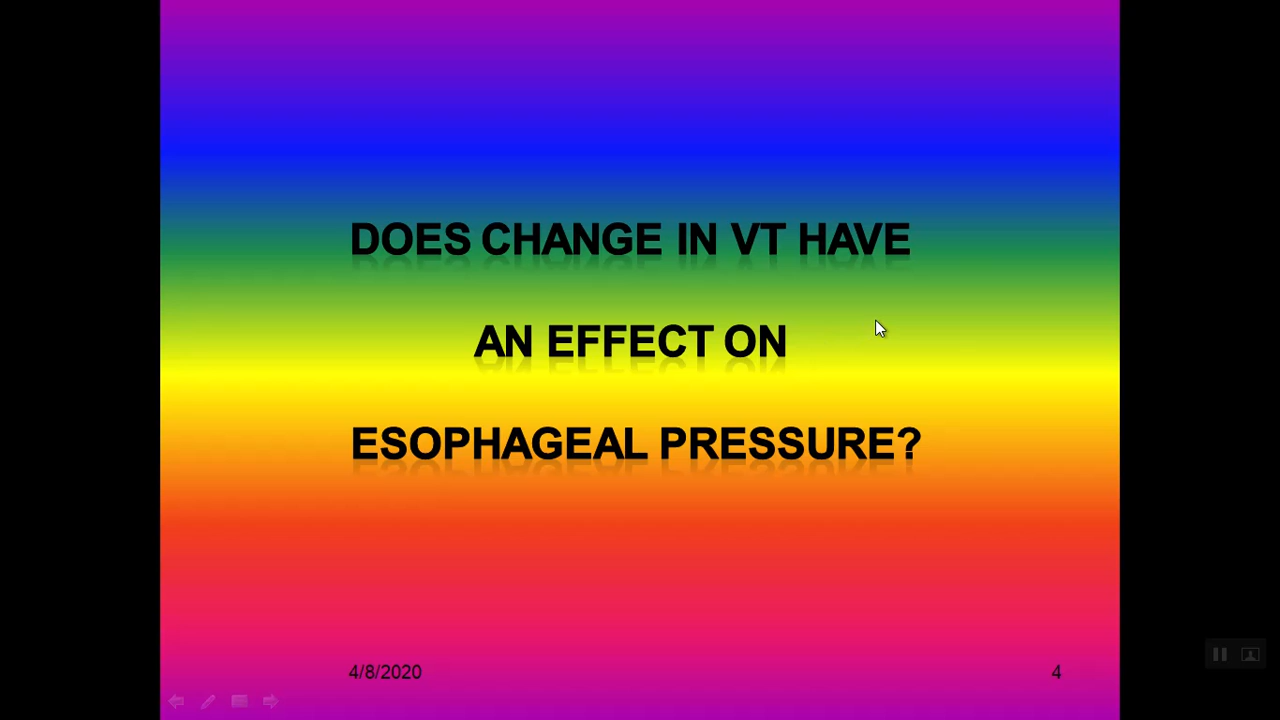 DOES CHANGE IN VT HAVE
AN EFFECT ON
ESOPHAGEAL PRESSURE?
4/8/2020
4